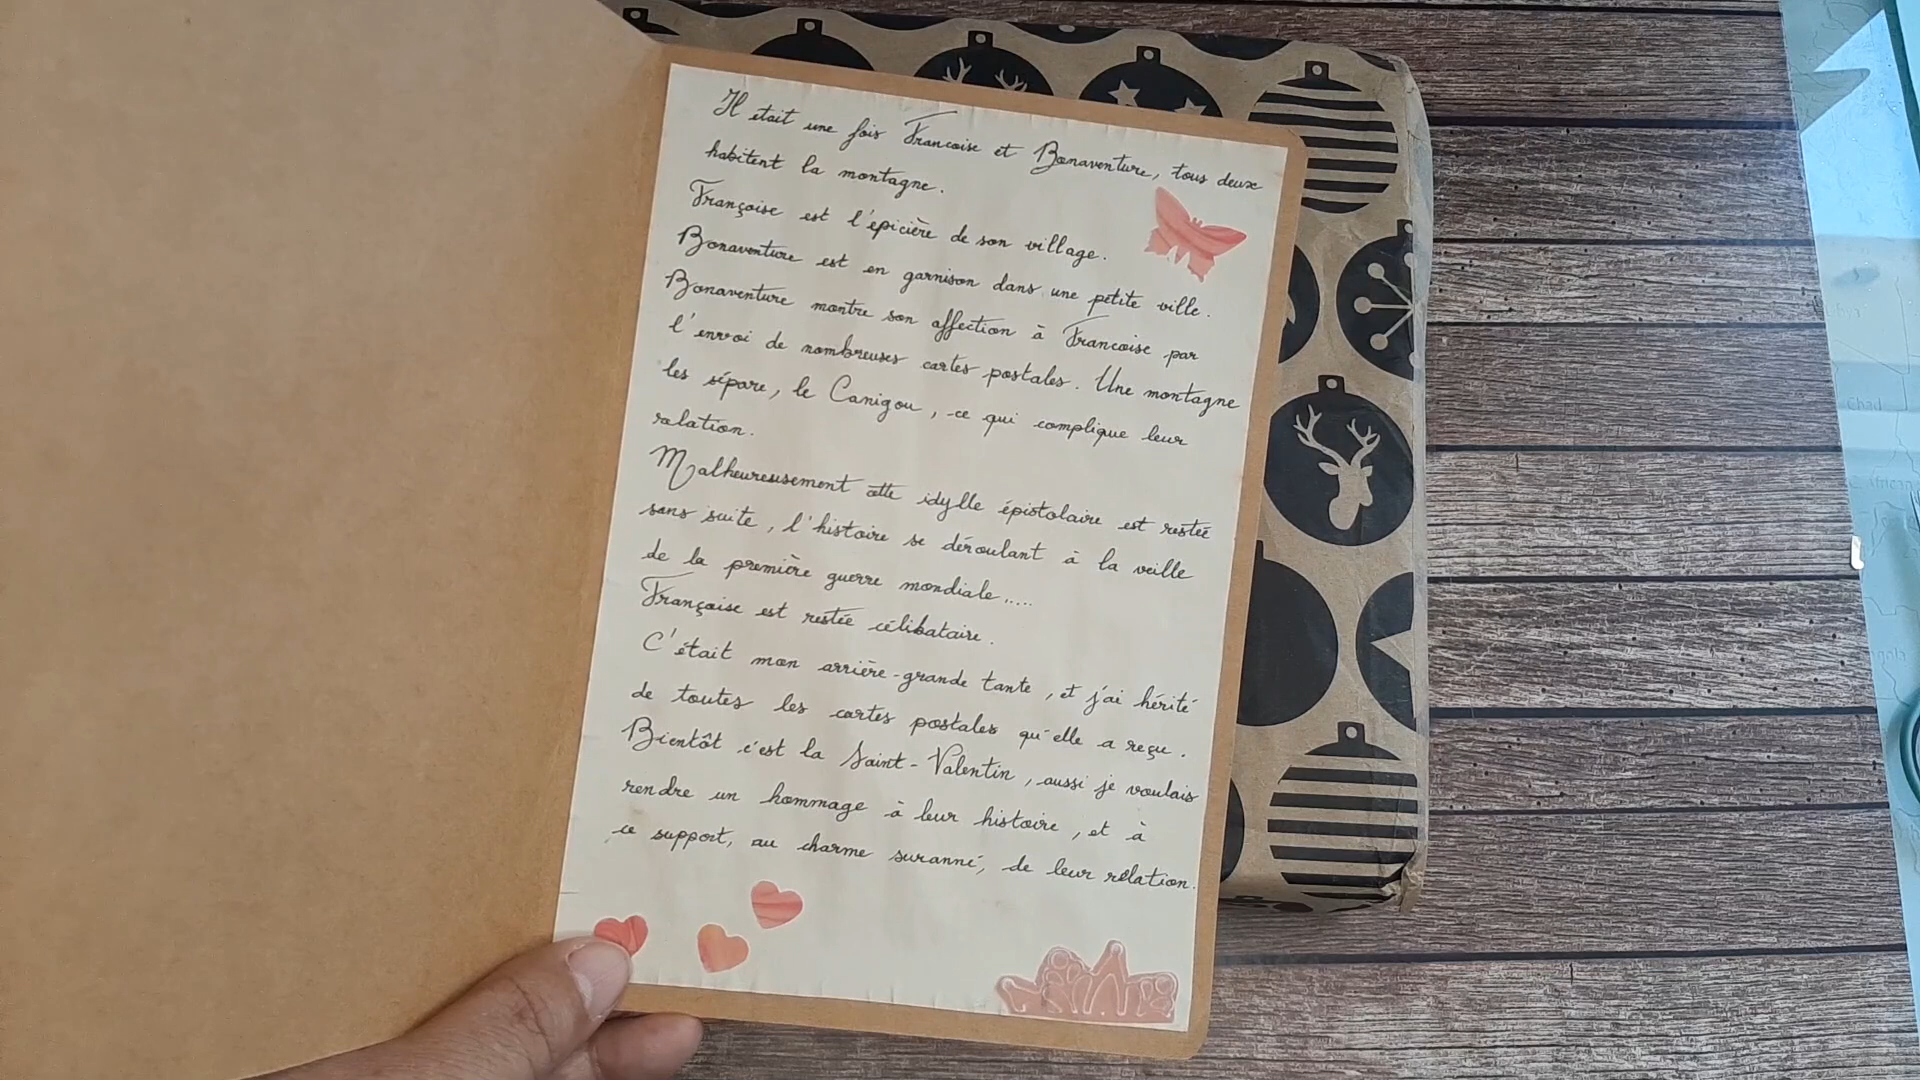 Il etait une fois Francoise et Bonaventure, tous deux
habitent la montagne.
Françoise est l'épicière de son village.
Bonaventure est en garnison dans une petite ville.
Bonaventure montre son affection à Francoise par
l'envoi de nombreuses cartes postales. Une montagne
les sépare, le Canigou, ce qui complique leur
relation.
Malheureusement cette idylle épistolaire est restée
sans suite, l'histoire se déroulant à la veille
de la première guerre mondiale.....
Françoise est restée célibataire.
C'était mon arrière-grande tante, et j'ai hérité
de toutes les cartes postales qu'elle a reçu.
Bientôt c'est la Saint-Valentin, aussi je voulais
rendre un hommage à leur histoire, et à
ce support, au charme suranné, de leur relation.
Chad